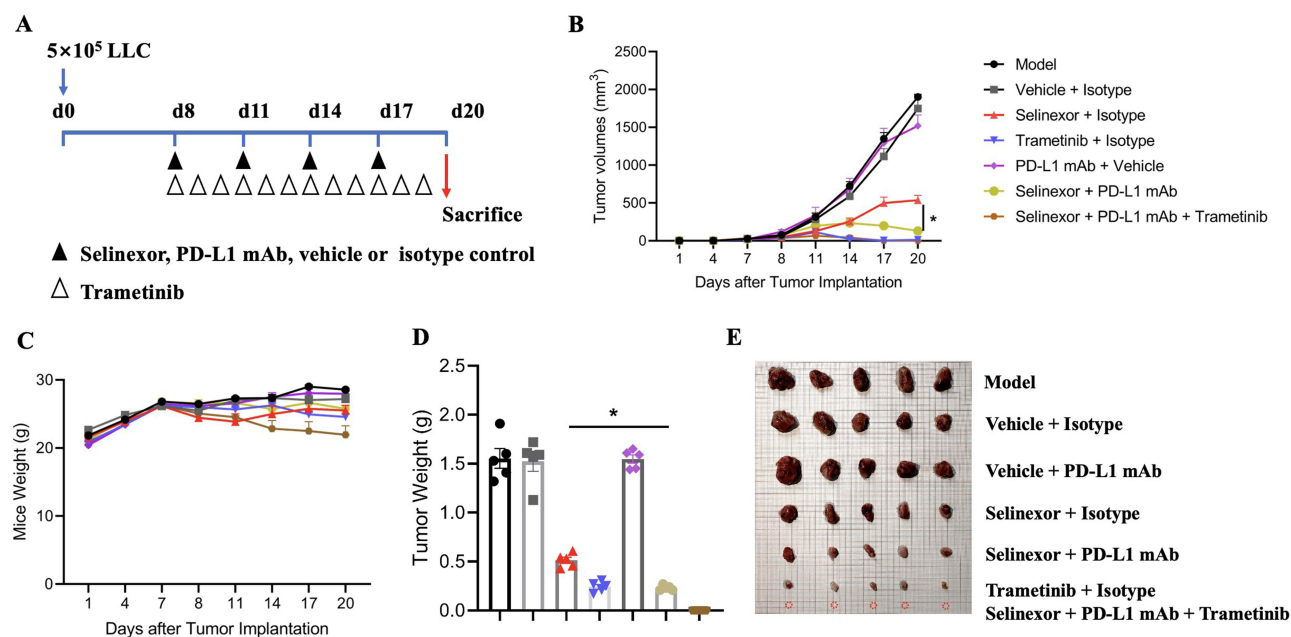 A
5×10⁵ LLC
d0 d8 d11 d14 d17 d20
Sacrifice
Selinexor, PD-L1 mAb, vehicle or isotype control
Trametinib
B
Tumor volumes (mm³)
2500
2000
1500
1000
500
0
1 4 7 8 11 14 17 20
Days after Tumor Implantation
*
Model
Vehicle + Isotype
Selinexor + Isotype
Trametinib + Isotype
PD-L1 mAb + Vehicle
Selinexor + PD-L1 mAb
Selinexor + PD-L1 mAb + Trametinib
C
Mice Weight (g)
30
20
10
0
1 4 7 8 11 14 17 20
Days after Tumor Implantation
D
Tumor Weight (g)
2.5
2.0
1.5
1.0
0.5
0.0
*
E
Model
Vehicle + Isotype
Vehicle + PD-L1 mAb
Selinexor + Isotype
Selinexor + PD-L1 mAb
Trametinib + Isotype
Selinexor + PD-L1 mAb + Trametinib